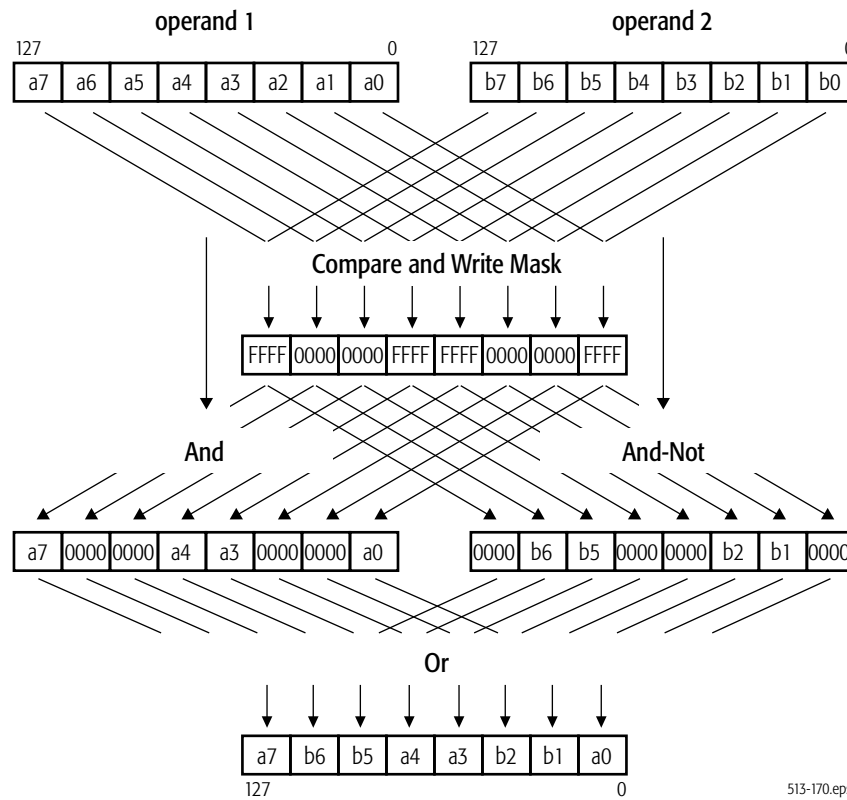 operand 1 operand 2
127 0 127 0
a7 a6 a5 a4 a3 a2 a1 a0 b7 b6 b5 b4 b3 b2 b1 b0
Compare and Write Mask
FFFF 0000 0000 FFFF FFFF 0000 0000 FFFF
And And-Not
a7 0000 0000 a4 a3 0000 0000 a0 0000 b6 b5 0000 0000 b2 b1 0000
Or
a7 b6 b5 a4 a3 b2 b1 a0
127 0
513-170.eps